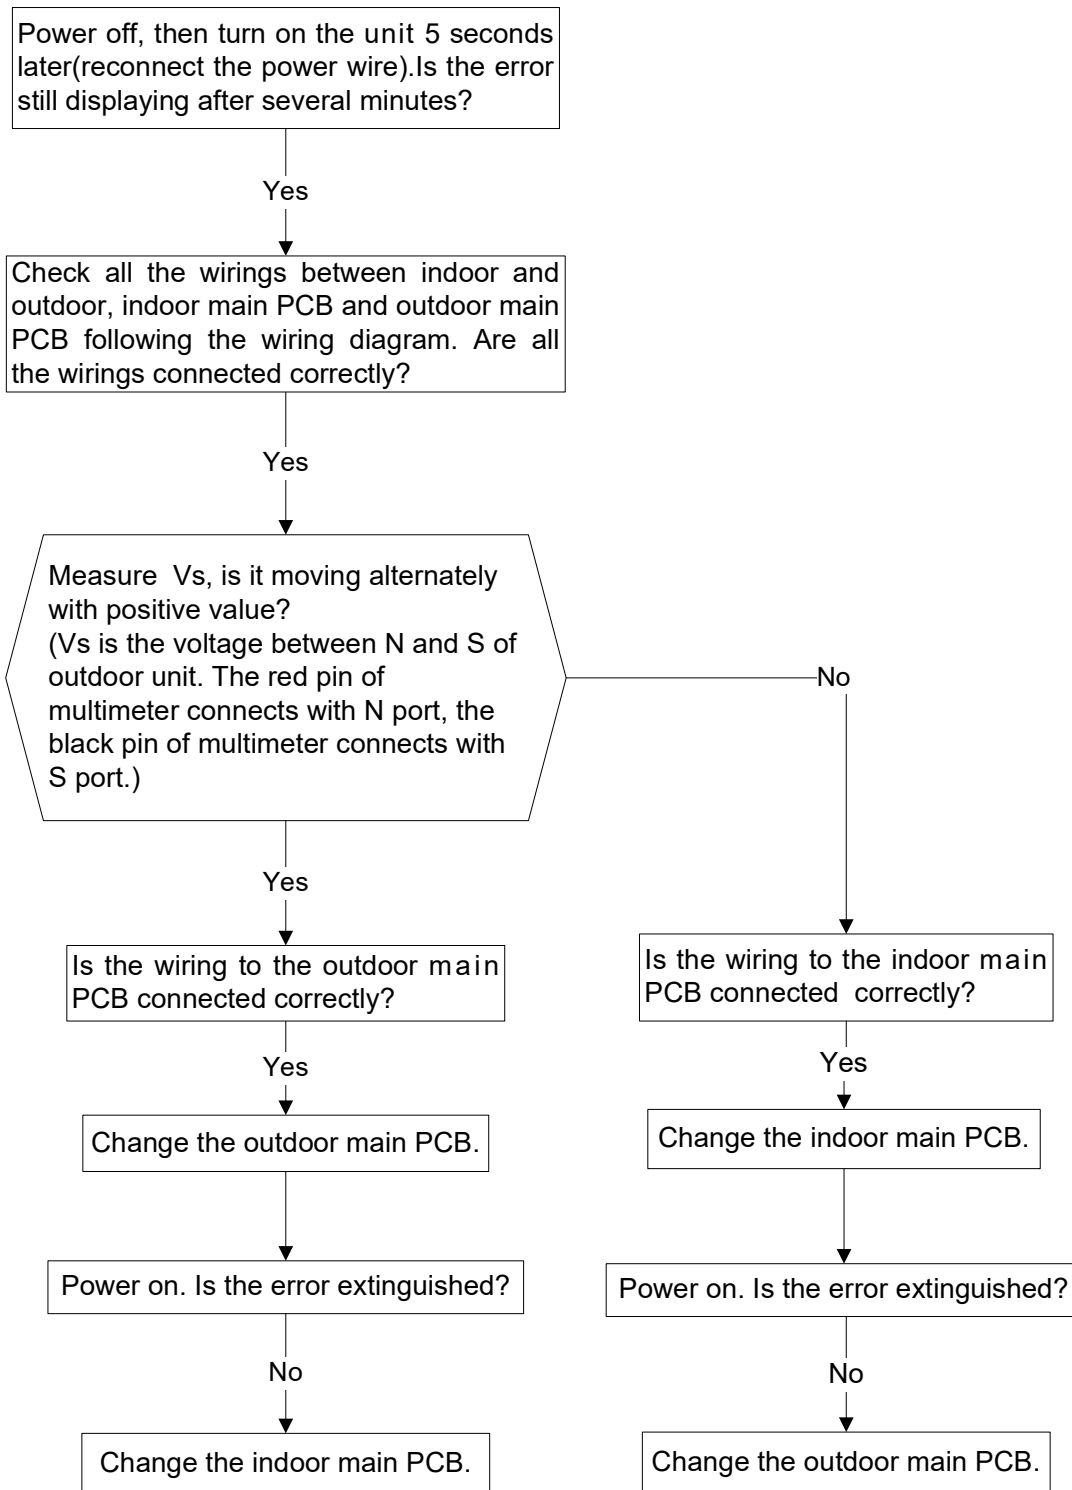 Power off, then turn on the unit 5 seconds
later(reconnect the power wire).Is the error
still displaying after several minutes?
Yes
Check all the wirings between indoor and
outdoor, indoor main PCB and outdoor main
PCB following the wiring diagram. Are all
the wirings connected correctly?
Yes
Measure Vs, is it moving alternately
with positive value?
(Vs is the voltage between N and S of
outdoor unit. The red pin of
multimeter connects with N port, the
black pin of multimeter connects with
S port.)
No
Yes
Is the wiring to the outdoor main
PCB connected correctly?
Is the wiring to the indoor main
PCB connected correctly?
Yes
Yes
Change the outdoor main PCB.
Change the indoor main PCB.
Power on. Is the error extinguished?
Power on. Is the error extinguished?
No
No
Change the indoor main PCB.
Change the outdoor main PCB.